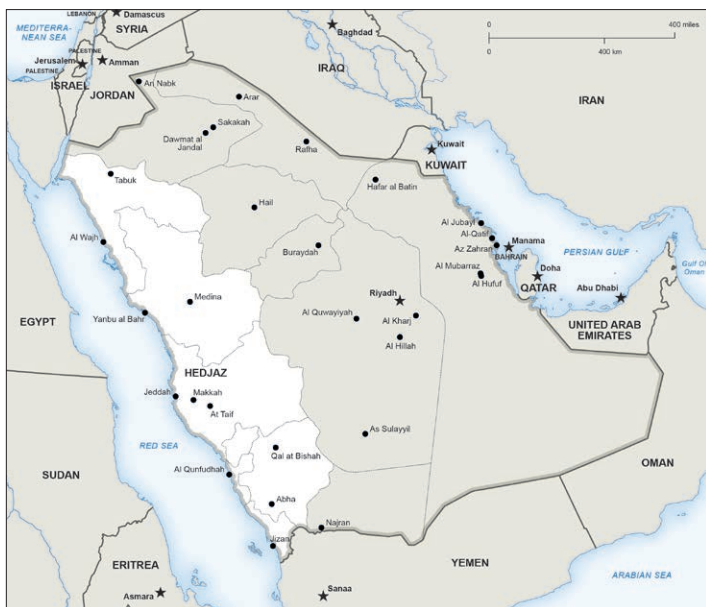 LEBANON
Damascus
SYRIA
MEDITERRA-
NEAN SEA
PALESTINE
Jerusalem
Amman
PALESTINE
ISRAEL
JORDAN
Baghdad
IRAQ
0
400 miles
0
400 km
IRAN
An Nabk
Arar
Sakakah
Dawmat al
Jandal
Rafha
Kuwait
KUWAIT
Tabuk
Hafar al Batin
Hail
Al Wajh
Buraydah
Al Jubayl
Al-Qatif
Az Zahran
Manama
BAHRAIN
PERSIAN GULF
Gulf Of
Oman
Al Mubarraz
Al Hufuf
Doha
QATAR
Abu Dhabi
Medina
Riyadh
EGYPT
Yanbu al Bahr
Al Quwayiyah
Al Kharj
Al Hillah
UNITED ARAB
EMIRATES
HEDJAZ
Jeddah
Makkah
At Taif
RED SEA
As Sulayyil
Qal at Bishah
SUDAN
Al Qunfudhah
OMAN
Abha
Najran
Jizan
YEMEN
ERITREA
Asmara
Sanaa
ARABIAN SEA